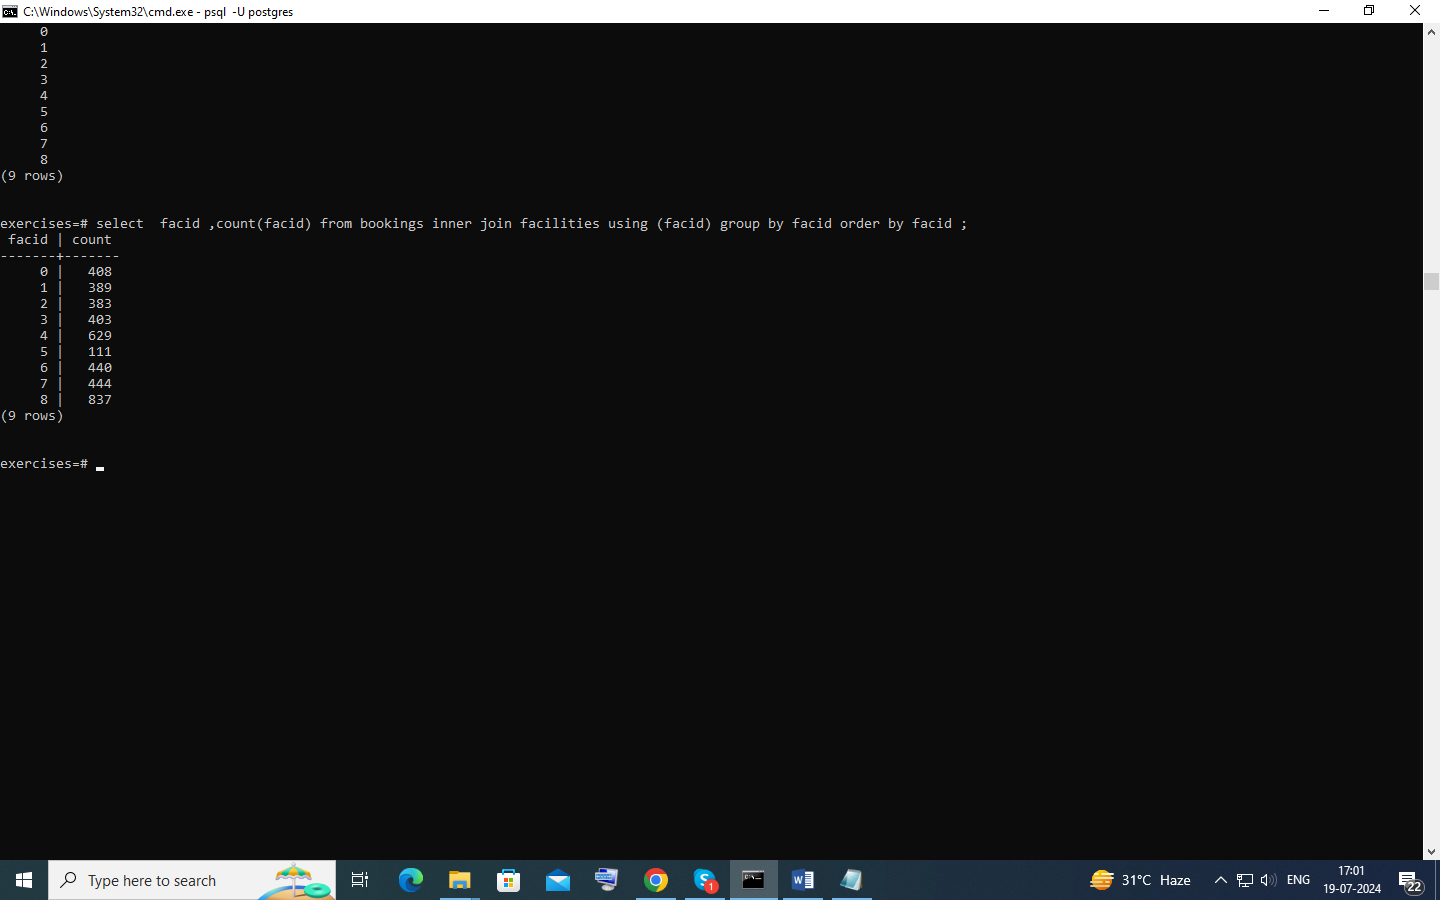 C:\Windows\System32\cmd.exe - psql  -U postgres
0
1
2
3
4
5
6
7
8
(9 rows)
exercises=# select  facid ,count(facid) from bookings inner join facilities using (facid) group by facid order by facid ;
 facid | count
-------+-------
     0 |   408
     1 |   389
     2 |   383
     3 |   403
     4 |   629
     5 |   111
     6 |   440
     7 |   444
     8 |   837
(9 rows)
exercises=#
Type here to search
1
31°C Haze
ENG
17:01
19-07-2024
22